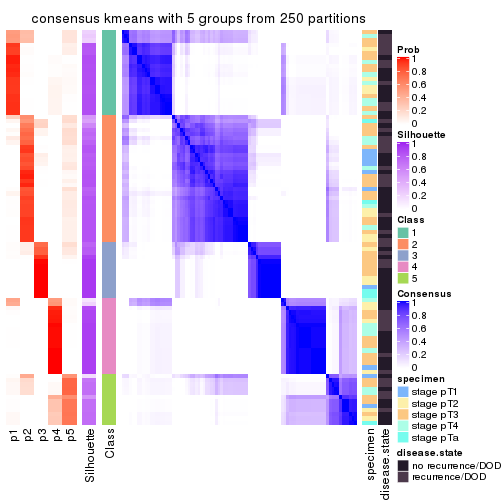 consensus kmeans with 5 groups from 250 partitions
Prob
1
0.8
0.6
0.4
0.2
0
Silhouette
1
0.8
0.6
0.4
0.2
0
Class
1
2
3
4
5
Consensus
1
0.8
0.6
0.4
0.2
0
specimen
stage pT1
stage pT2
stage pT3
stage pT4
stage pTa
disease.state
no recurrence/DOD
recurrence/DOD
p1
p2
p3
p4
p5
Silhouette
Class
specimen
disease.state